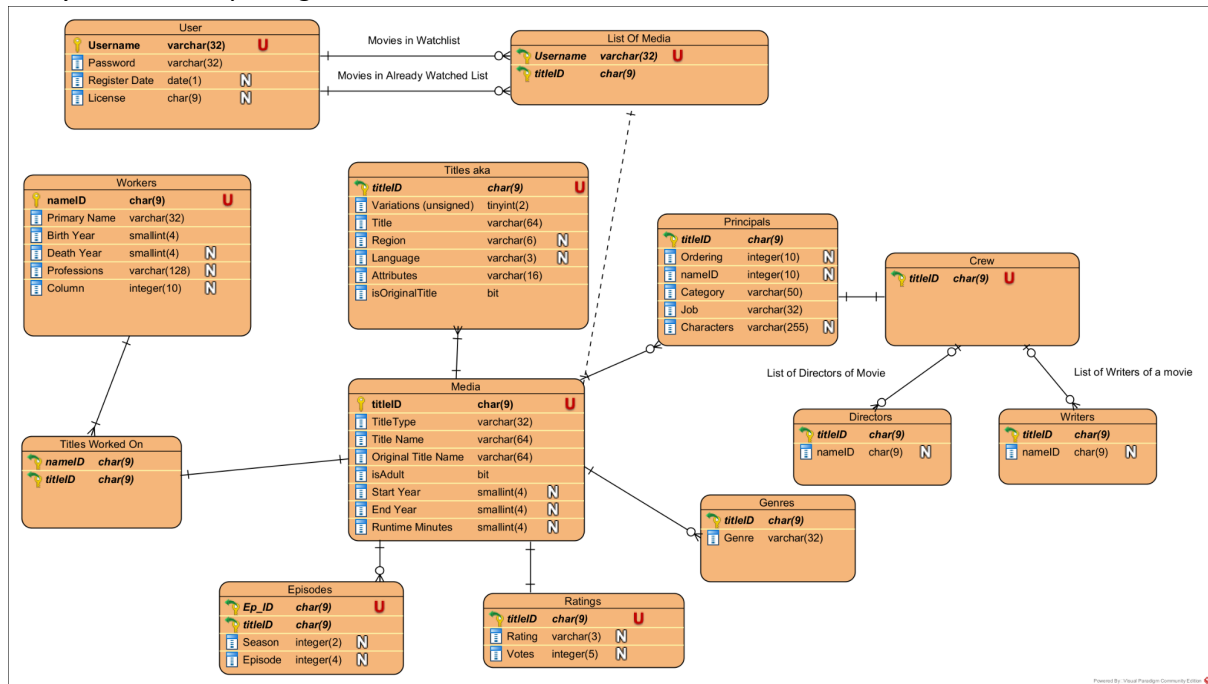 User
Username varchar(32) U
Password varchar(32)
Register Date date(1) N
License char(9) N
Movies in Watchlist
Movies in Already Watched List
List Of Media
Username varchar(32) U
titleID char(9)
Workers
nameID char(9) U
Primary Name varchar(32)
Birth Year smallint(4)
Death Year smallint(4) N
Professions varchar(128) N
Column integer(10) N
Titles aka
titleID char(9) U
Variations (unsigned) tinyint(2)
Title varchar(64)
Region varchar(6) N
Language varchar(3) N
Attributes varchar(16)
isOriginalTitle bit
Principals
titleID char(9)
Ordering integer(10) N
nameID integer(10) N
Category varchar(50)
Job varchar(32)
Characters varchar(255) N
Crew
titleID char(9) U
List of Directors of Movie
List of Writers of a movie
Directors
titleID char(9)
nameID char(9) N
Writers
titleID char(9)
nameID char(9) N
Media
titleID char(9) U
TitleType varchar(32)
Title Name varchar(64)
Original Title Name varchar(64)
isAdult bit
Start Year smallint(4) N
End Year smallint(4) N
Runtime Minutes smallint(4) N
Titles Worked On
nameID char(9)
titleID char(9)
Genres
titleID char(9)
Genre varchar(32)
Episodes
Ep_ID char(9) U
titleID char(9)
Season integer(2) N
Episode integer(4) N
Ratings
titleID char(9) U
Rating varchar(3) N
Votes integer(5) N
Powered By: Visual Paradigm Community Edition